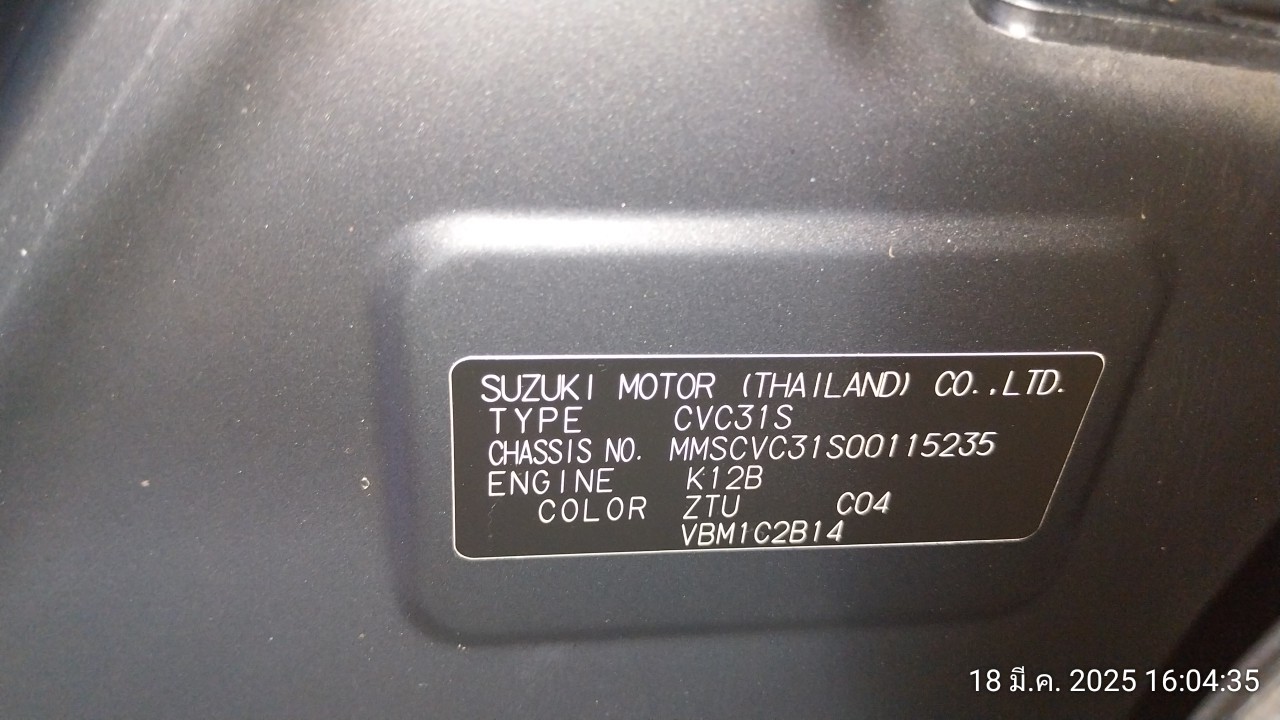 SUZUKI MOTOR (THAILAND) CO.,LTD.
TYPE CVC31S
CHASSIS NO. MMSCVC31S00115235
ENGINE K12B
COLOR ZTU C04
VBM1C2B14
18 มี.ค. 2025 16:04:35